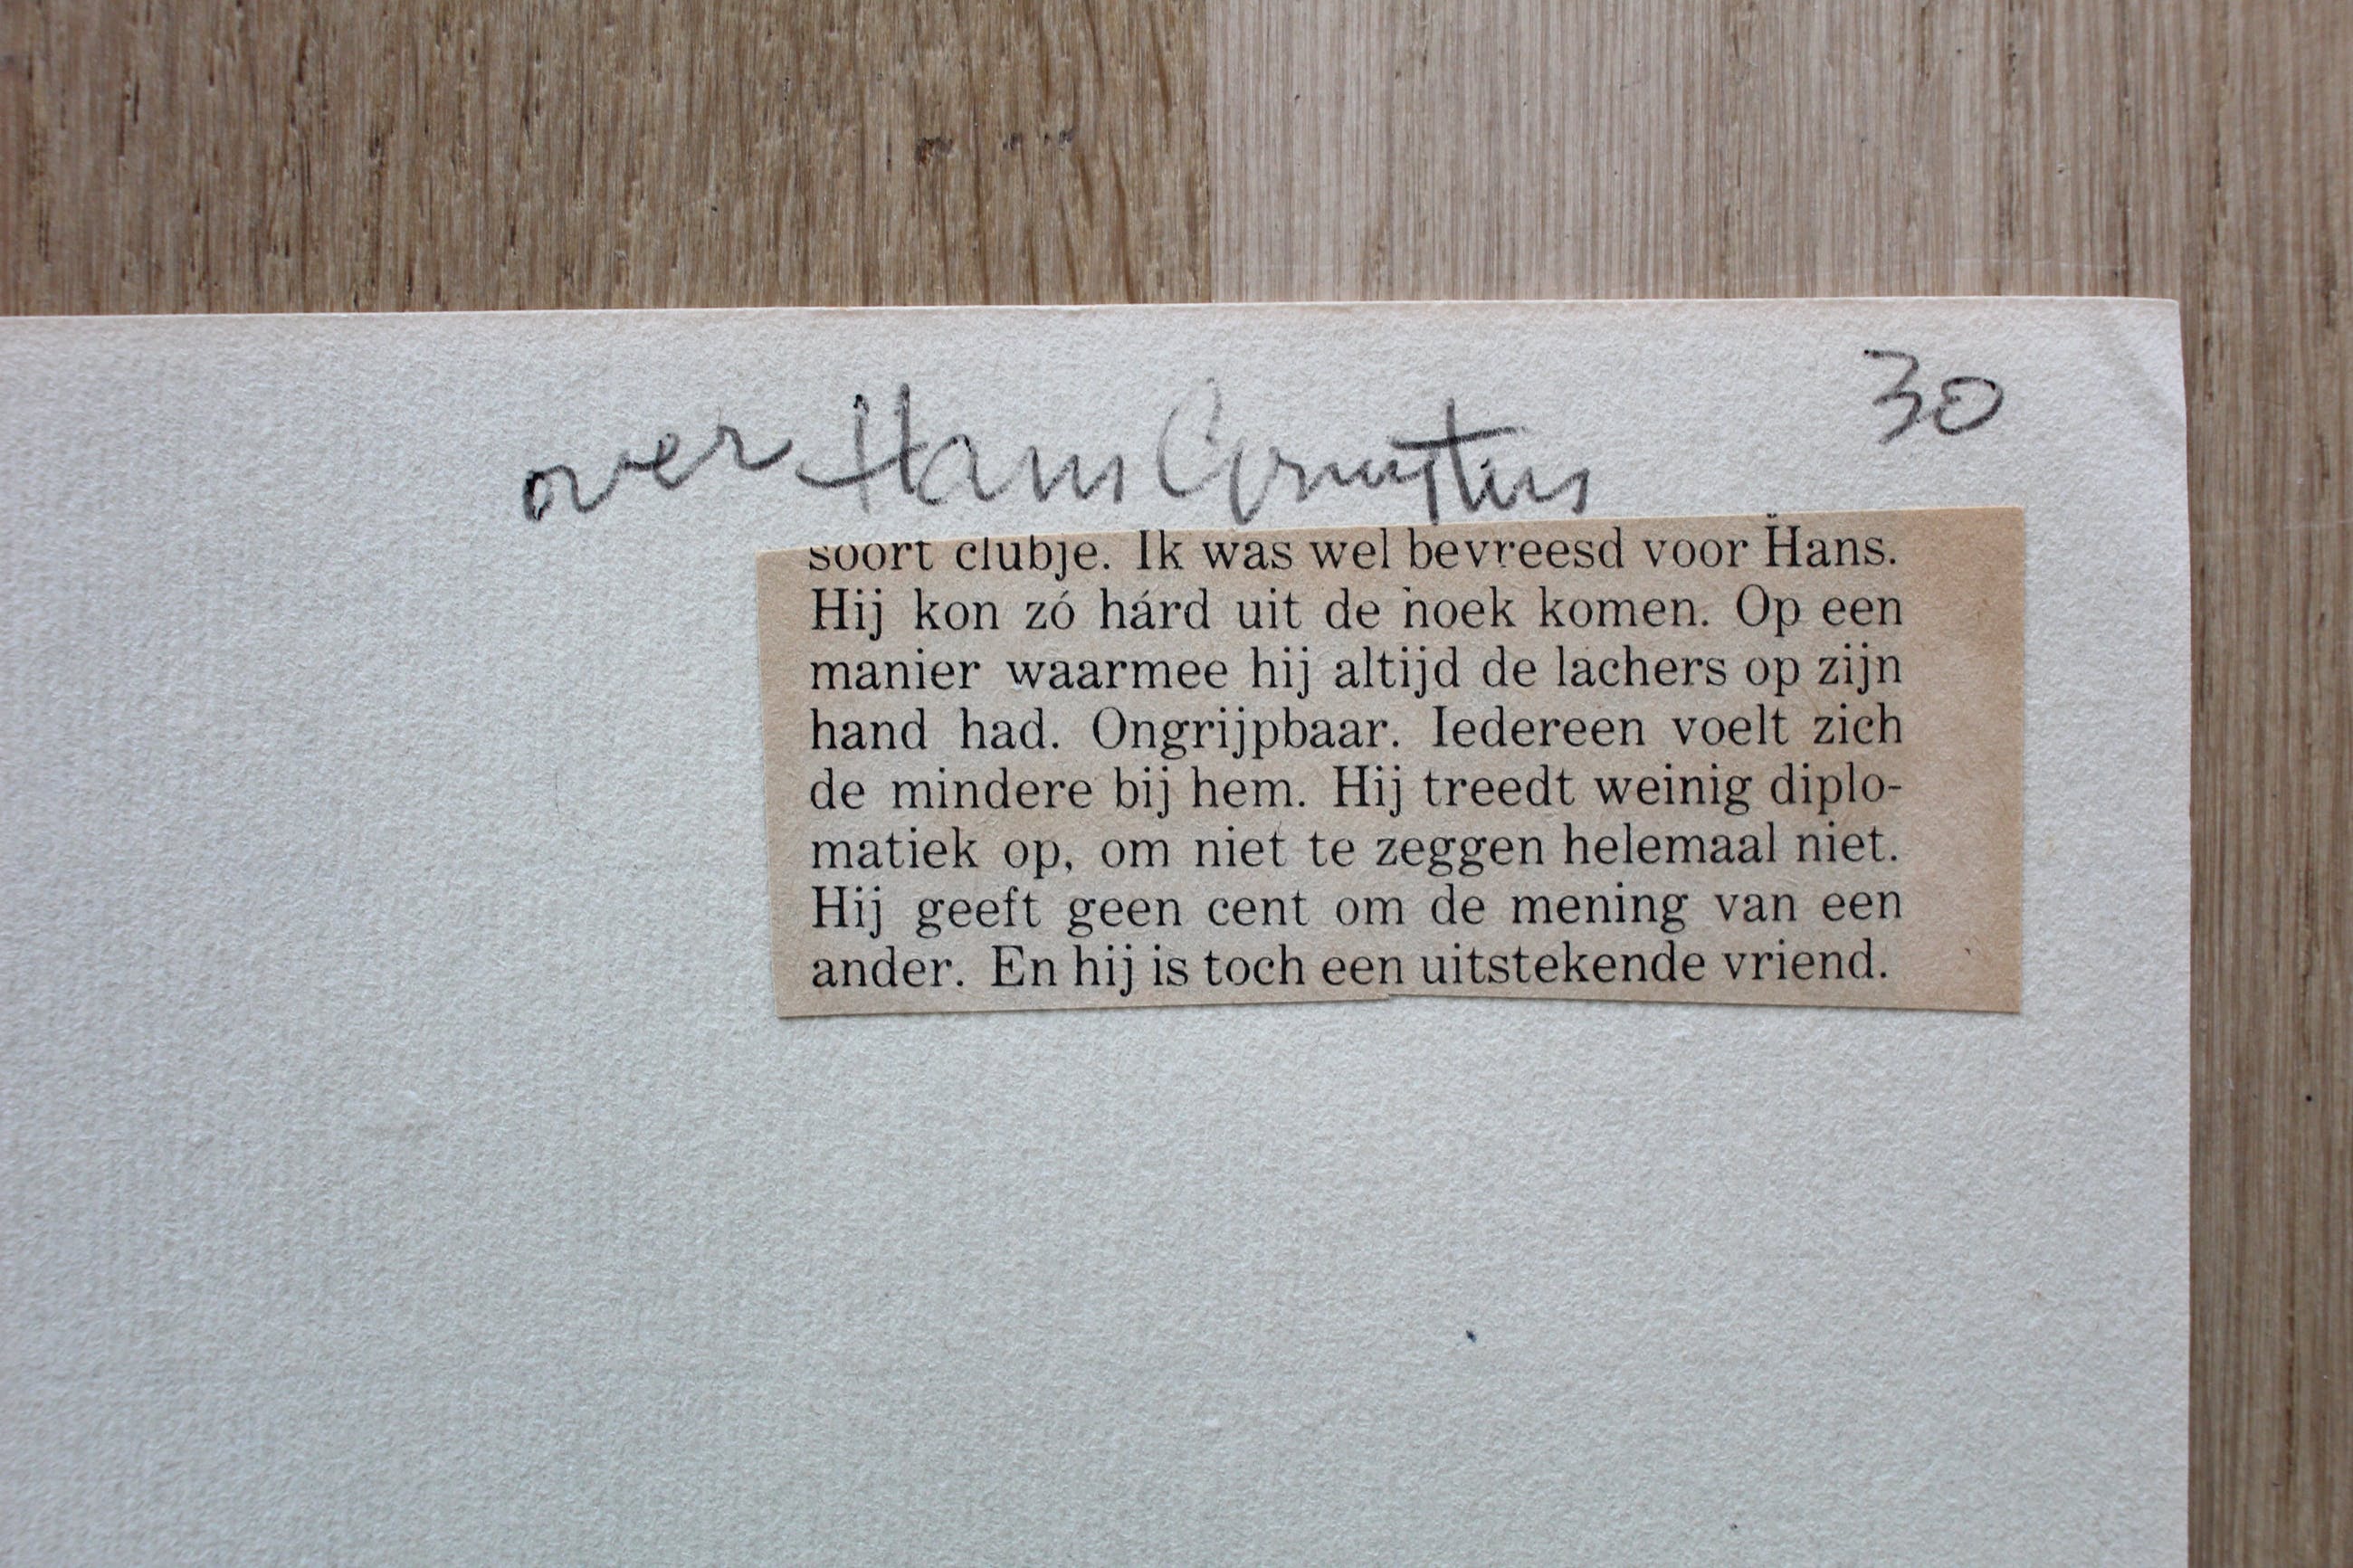 over Hans
30
soort clubje. Ik was wel bevreesd voor Hans.
Hij kon zó hárd uit de hoek komen. Op een
manier waarmee hij altijd de lachers op zijn
hand had. Ongrijpbaar. Iedereen voelt zich
de mindere bij hem. Hij treedt weinig diplo-
matiek op, om niet te zeggen helemaal niet.
Hij geeft geen cent om de mening van een
ander. En hij is toch een uitstekende vriend.